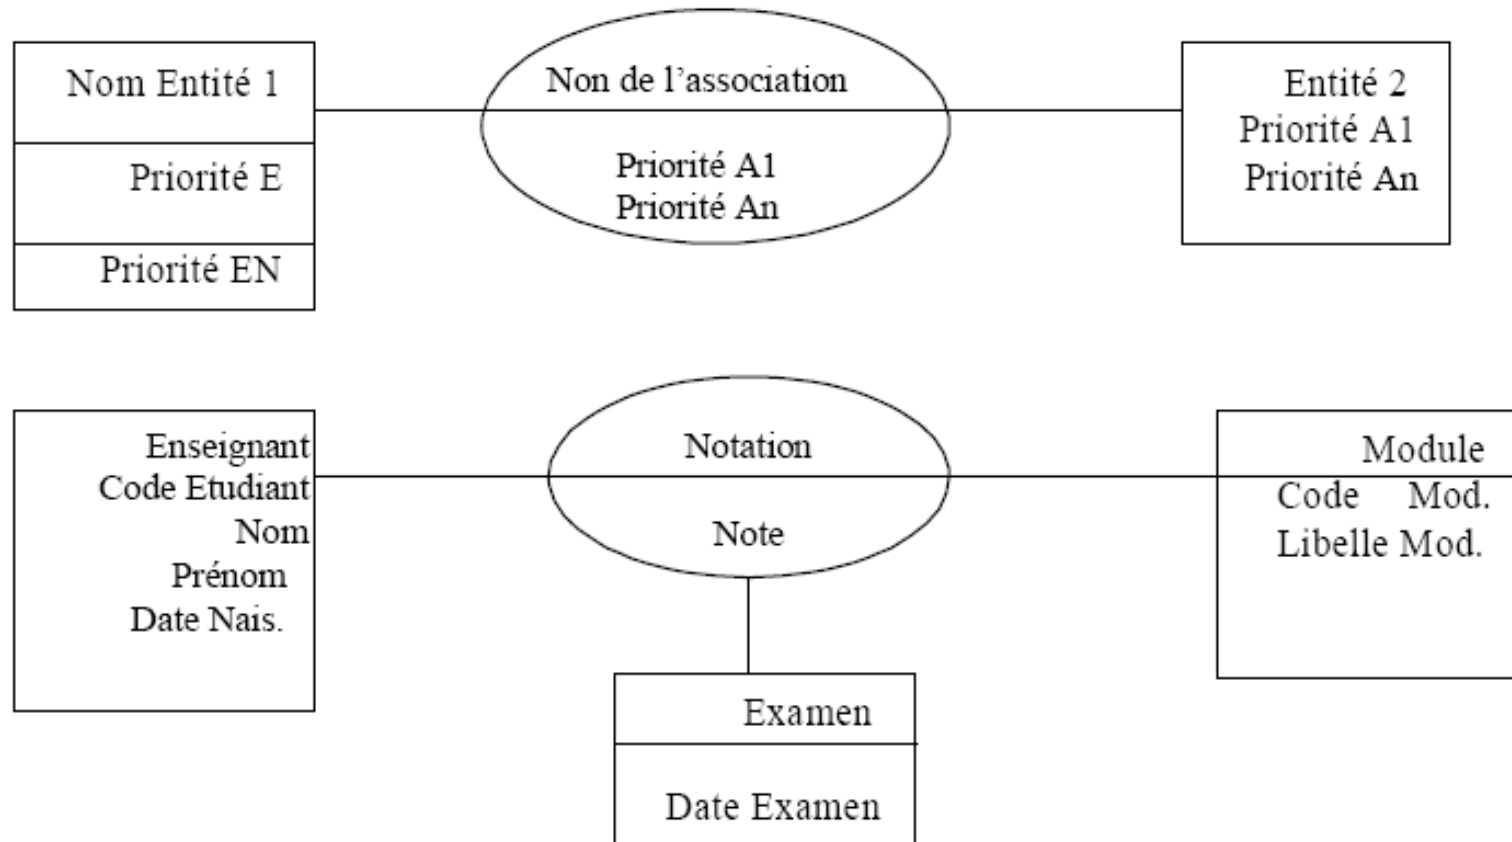 Nom Entité 1
Priorité E
Priorité EN
Non de l'association
Priorité A1
Priorité An
Entité 2
Priorité A1
Priorité An
Enseignant
Code Etudiant
Nom
Prénom
Date Nais.
Notation
Note
Module
Code Mod.
Libelle Mod.
Examen
Date Examen